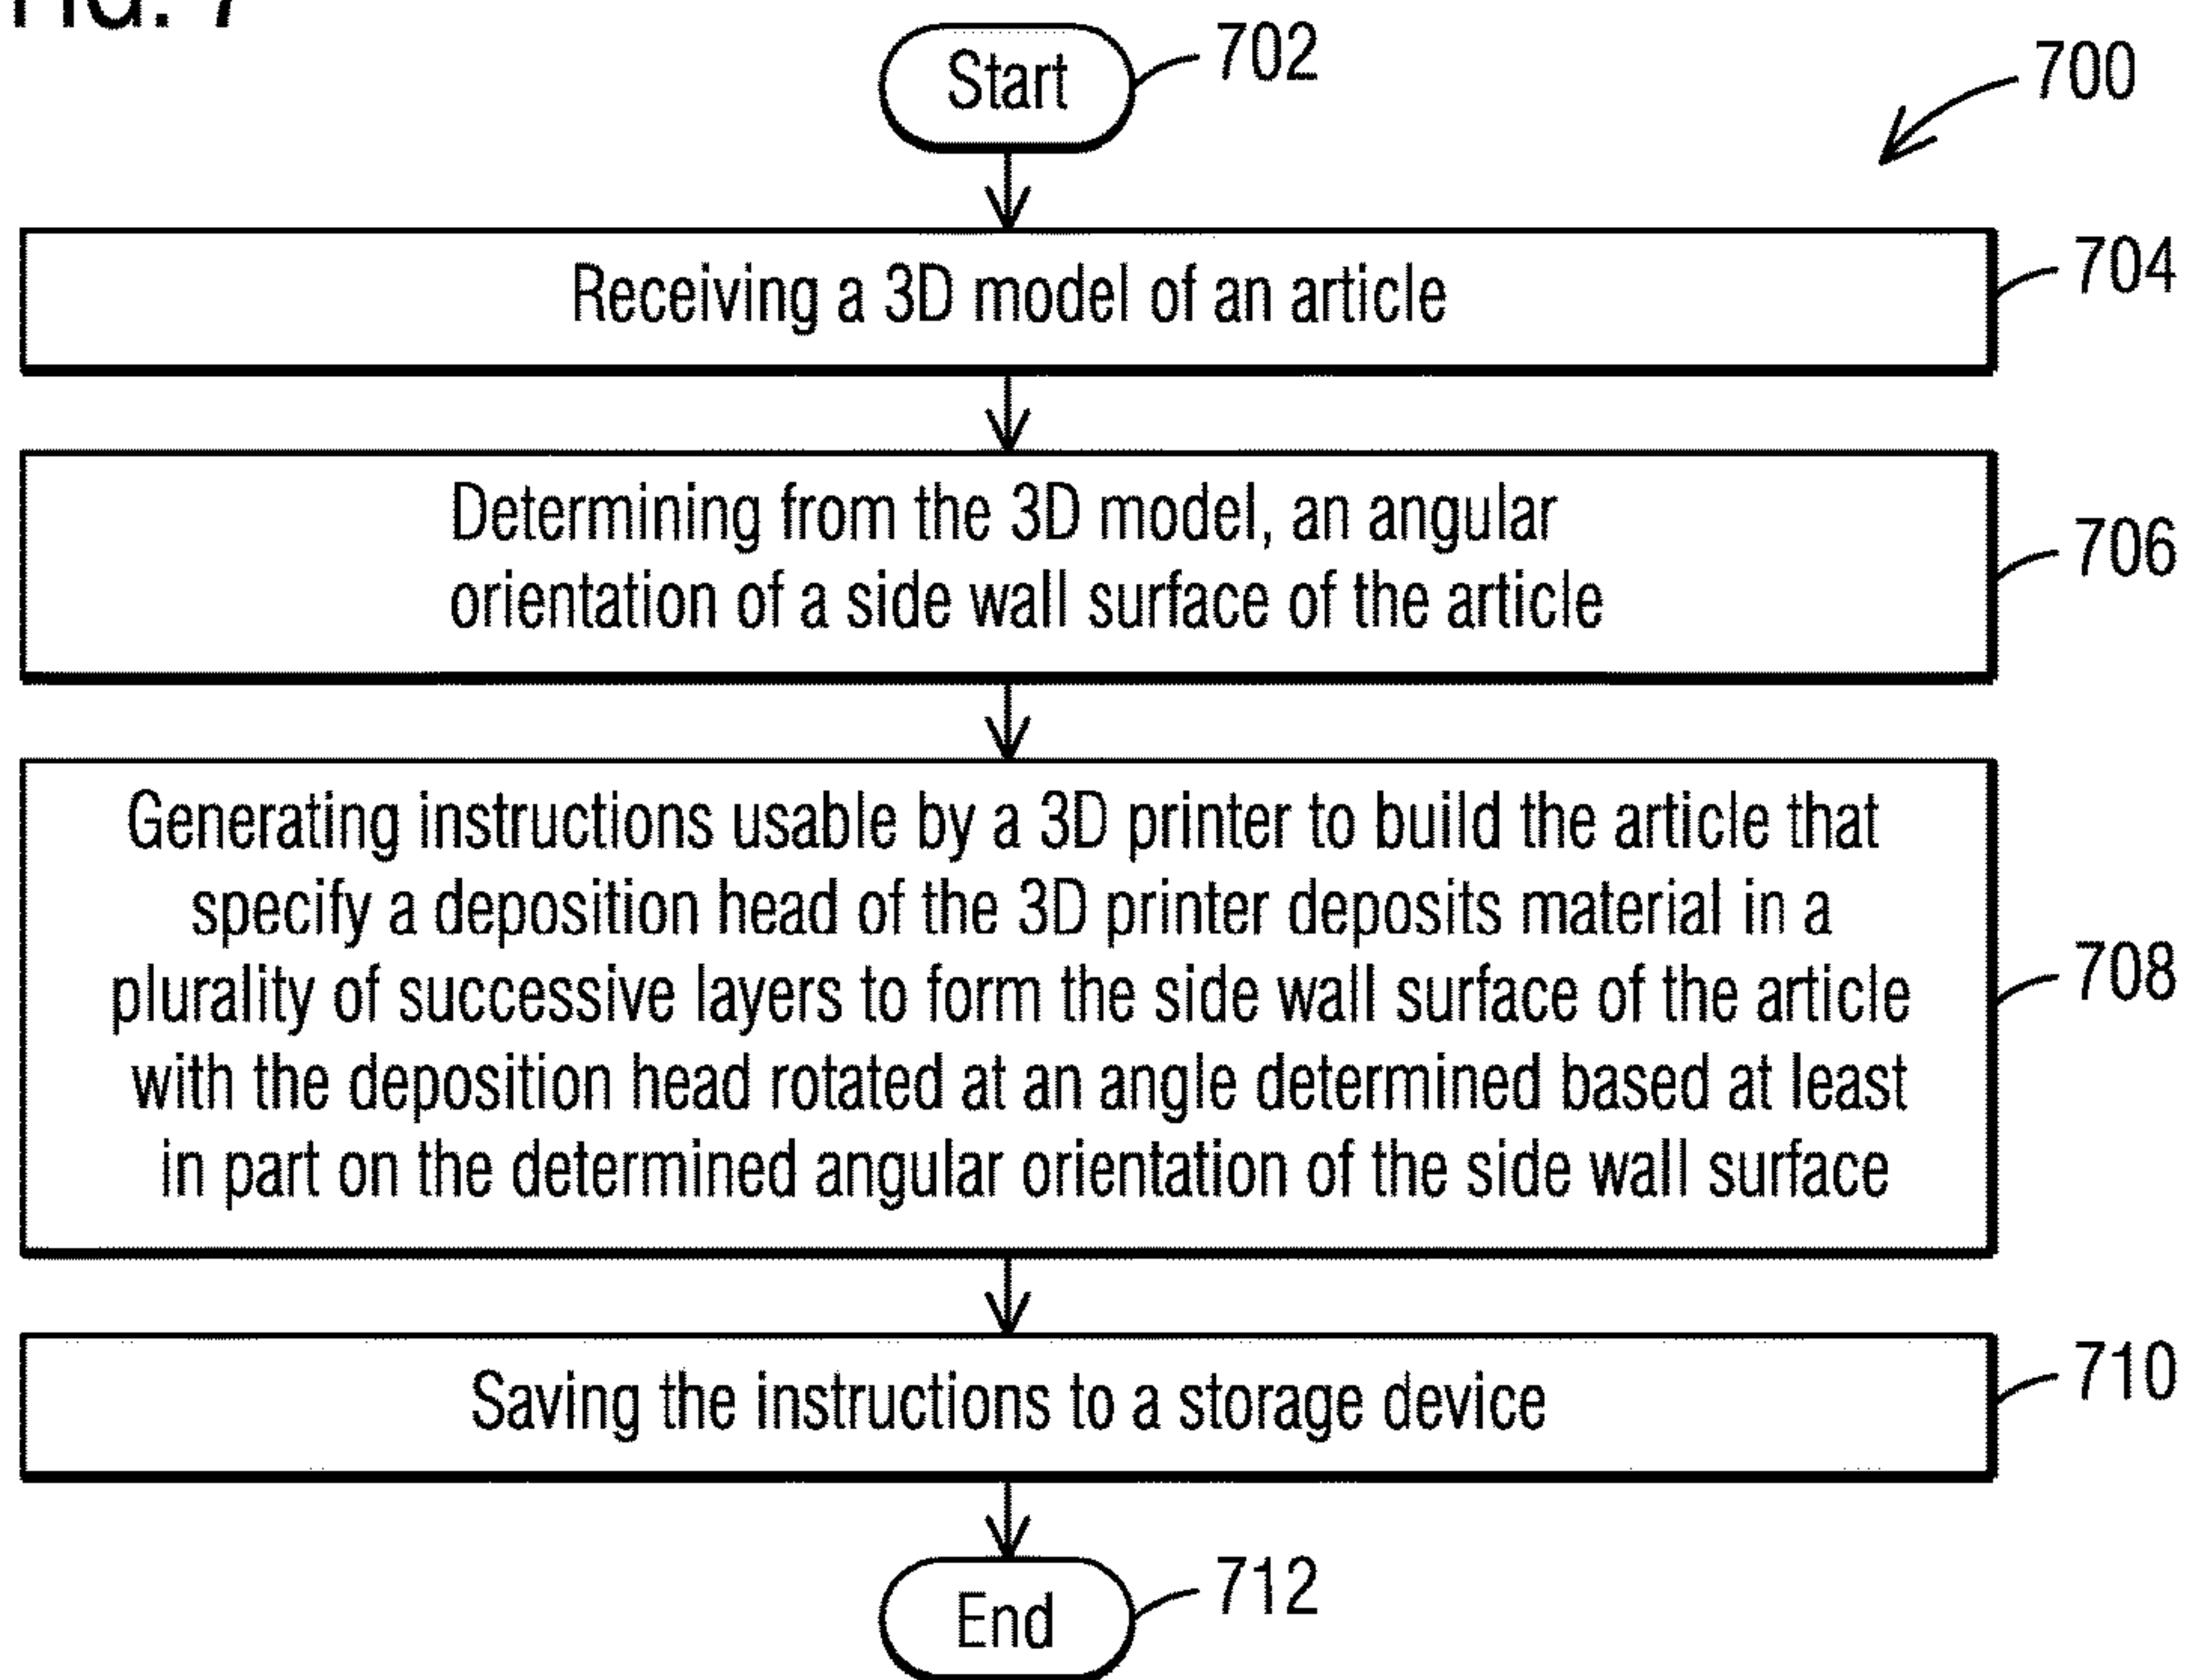 FIG. 7
Start
702
700
Receiving a 3D model of an article
704
Determining from the 3D model, an angular
orientation of a side wall surface of the article
706
Generating instructions usable by a 3D printer to build the article that
specify a deposition head of the 3D printer deposits material in a
plurality of successive layers to form the side wall surface of the article
with the deposition head rotated at an angle determined based at least
in part on the determined angular orientation of the side wall surface
708
Saving the instructions to a storage device
710
End
712